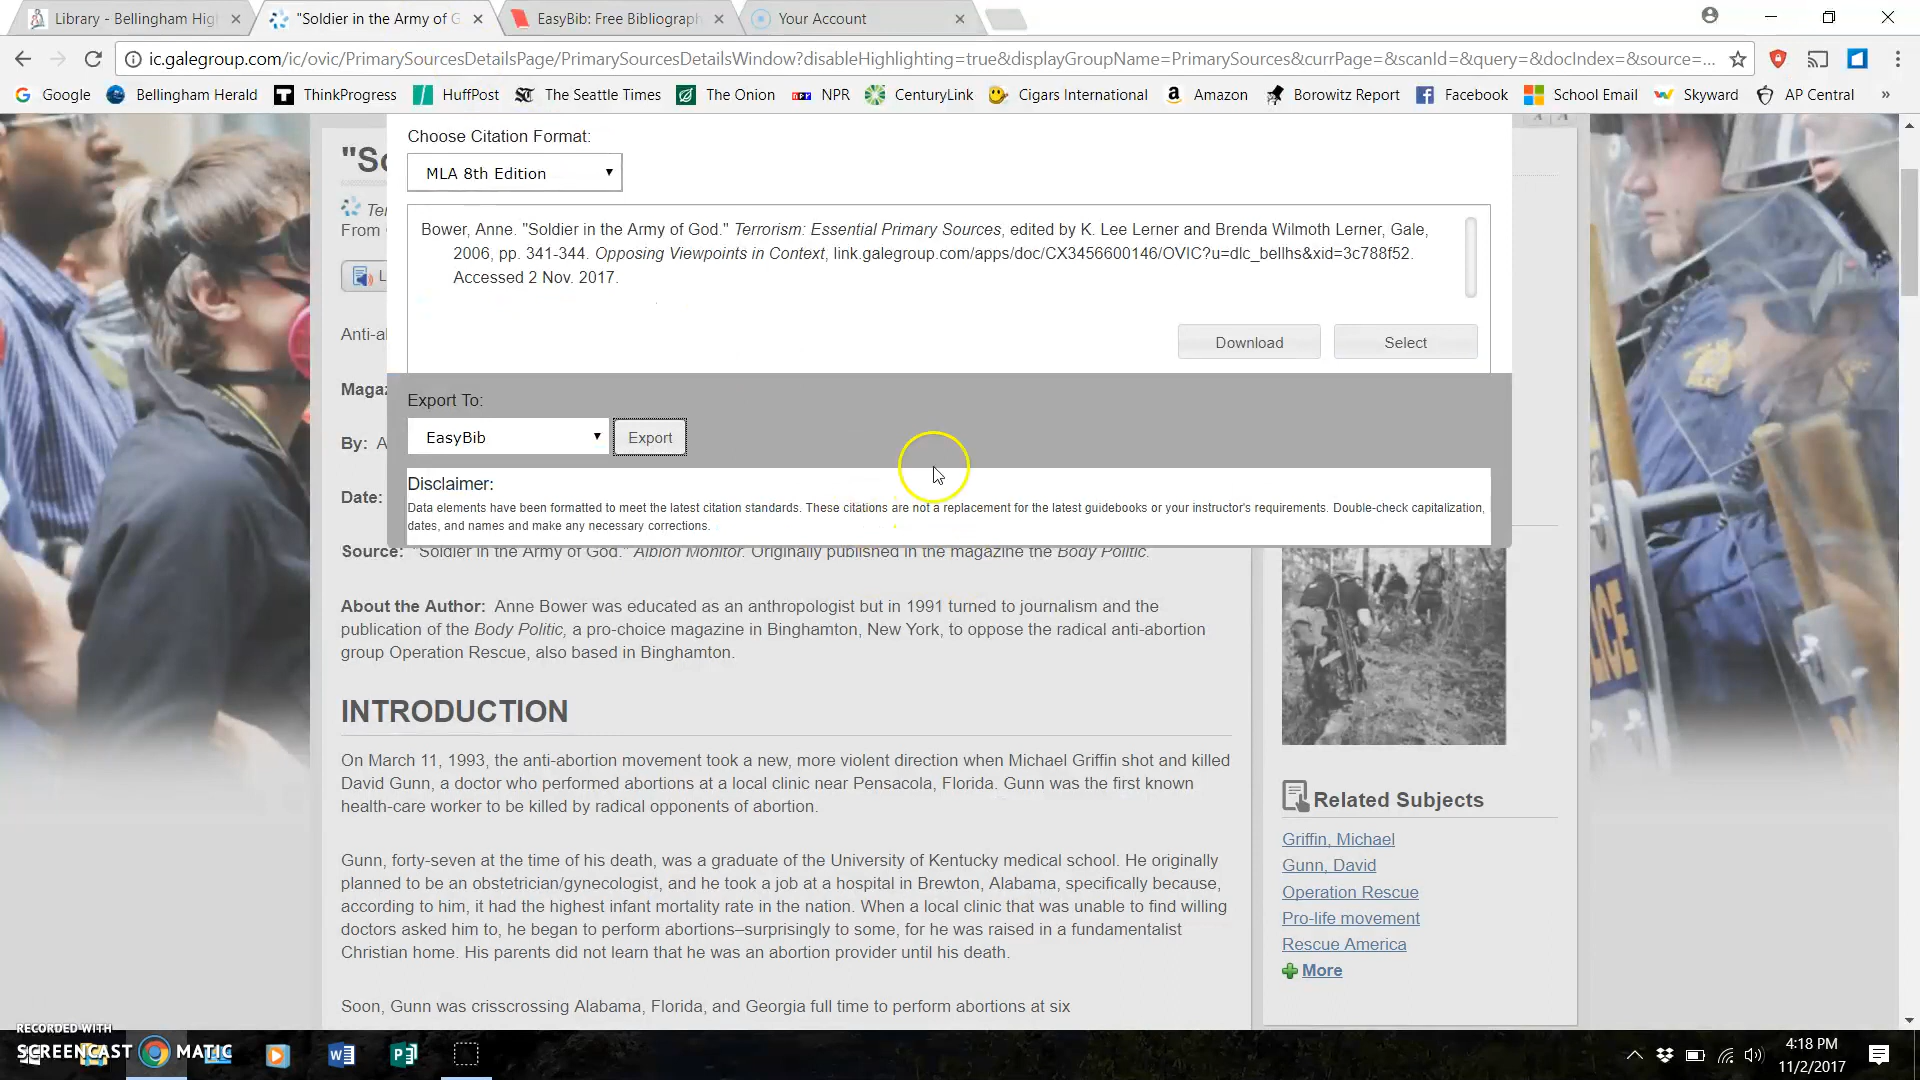 Library - Bellingham Hig
"Soldier in the Army of G
EasyBib: Free Bibliograph
Your Account
ic.galegroup.com/ic/ovic/PrimarySourcesDetailsPage/PrimarySourcesDetailsWindow?disableHighlighting=true&displayGroupName=PrimarySources&currPage=&scanId=&query=&docIndex=&source=...
Google
Bellingham Herald
ThinkProgress
HuffPost
The Seattle Times
The Onion
NPR
CenturyLink
Cigars International
Amazon
Borowitz Report
Facebook
School Email
Skyward
AP Central
»
Choose Citation Format:
MLA 8th Edition
Bower, Anne. "Soldier in the Army of God." Terrorism: Essential Primary Sources, edited by K. Lee Lerner and Brenda Wilmoth Lerner, Gale,
2006, pp. 341-344. Opposing Viewpoints in Context, link.galegroup.com/apps/doc/CX3456600146/OVIC?u=dlc_bellhs&xid=3c788f52.
Accessed 2 Nov. 2017.
Download
Select
Export To:
EasyBib
Export
Disclaimer:
Data elements have been formatted to meet the latest citation standards. These citations are not a replacement for the latest guidebooks or your instructor's requirements. Double-check capitalization,
dates, and names and make any necessary corrections.
"So
Te
From
L
Anti-a
Magaz
By: A
Date:
Source: "Soldier in the Army of God." Albion Monitor. Originally published in the magazine the Body Politic.
About the Author: Anne Bower was educated as an anthropologist but in 1991 turned to journalism and the
publication of the Body Politic, a pro-choice magazine in Binghamton, New York, to oppose the radical anti-abortion
group Operation Rescue, also based in Binghamton.
INTRODUCTION
On March 11, 1993, the anti-abortion movement took a new, more violent direction when Michael Griffin shot and killed
David Gunn, a doctor who performed abortions at a local clinic near Pensacola, Florida. Gunn was the first known
health-care worker to be killed by radical opponents of abortion.
Gunn, forty-seven at the time of his death, was a graduate of the University of Kentucky medical school. He originally
planned to be an obstetrician/gynecologist, and he took a job at a hospital in Brewton, Alabama, specifically because,
according to him, it had the highest infant mortality rate in the nation. When a local clinic that was unable to find willing
doctors asked him to, he began to perform abortions–surprisingly to some, for he was raised in a fundamentalist
Christian home. His parents did not learn that he was an abortion provider until his death.
Soon, Gunn was crisscrossing Alabama, Florida, and Georgia full time to perform abortions at six
Related Subjects
Griffin, Michael
Gunn, David
Operation Rescue
Pro-life movement
Rescue America
More
POLICE
RECORDED WITH
SCREENCAST MATIC
4:18 PM
11/2/2017